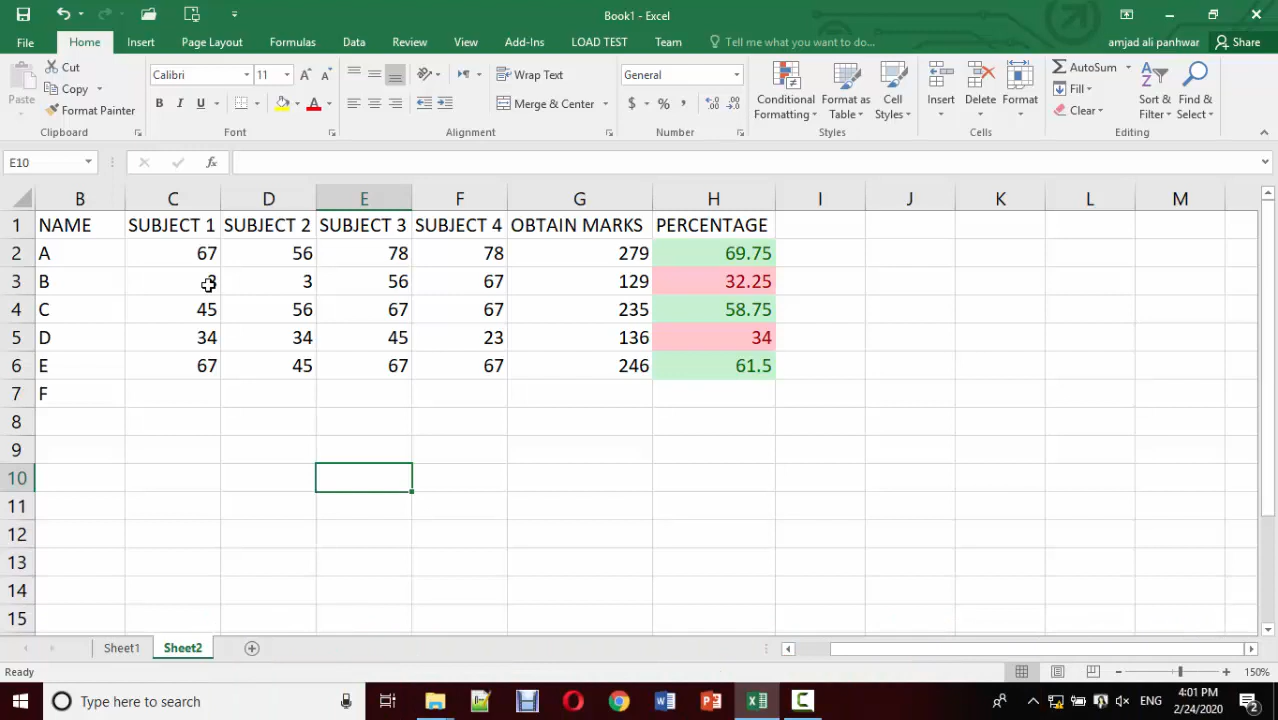 Book1 - Excel
File Home Insert Page Layout Formulas Data Review View Add-Ins LOAD TEST Team Tell me what you want to do... amjad ali panhwar Share
Paste Cut Copy Format Painter
Calibri 11
B I U A
Wrap Text
Merge & Center
General
$ % ,
Conditional Formatting Format as Table Cell Styles
Insert Delete Format
AutoSum Fill Clear
Sort & Filter Find & Select
Clipboard Font Alignment Number Styles Cells Editing
E10 fx
B C D E F G H I J K L M
1 NAME SUBJECT 1 SUBJECT 2 SUBJECT 3 SUBJECT 4 OBTAIN MARKS PERCENTAGE
2 A 67 56 78 78 279 69.75
3 B 3 3 56 67 129 32.25
4 C 45 56 67 67 235 58.75
5 D 34 34 45 23 136 34
6 E 67 45 67 67 246 61.5
7 F
8
9
10
11
12
13
14
15
Sheet1 Sheet2
Ready 150%
Type here to search ENG 4:01 PM
2/24/2020 2